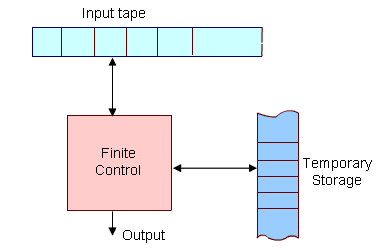 Input tape
Finite
Control
Temporary
Storage
Output